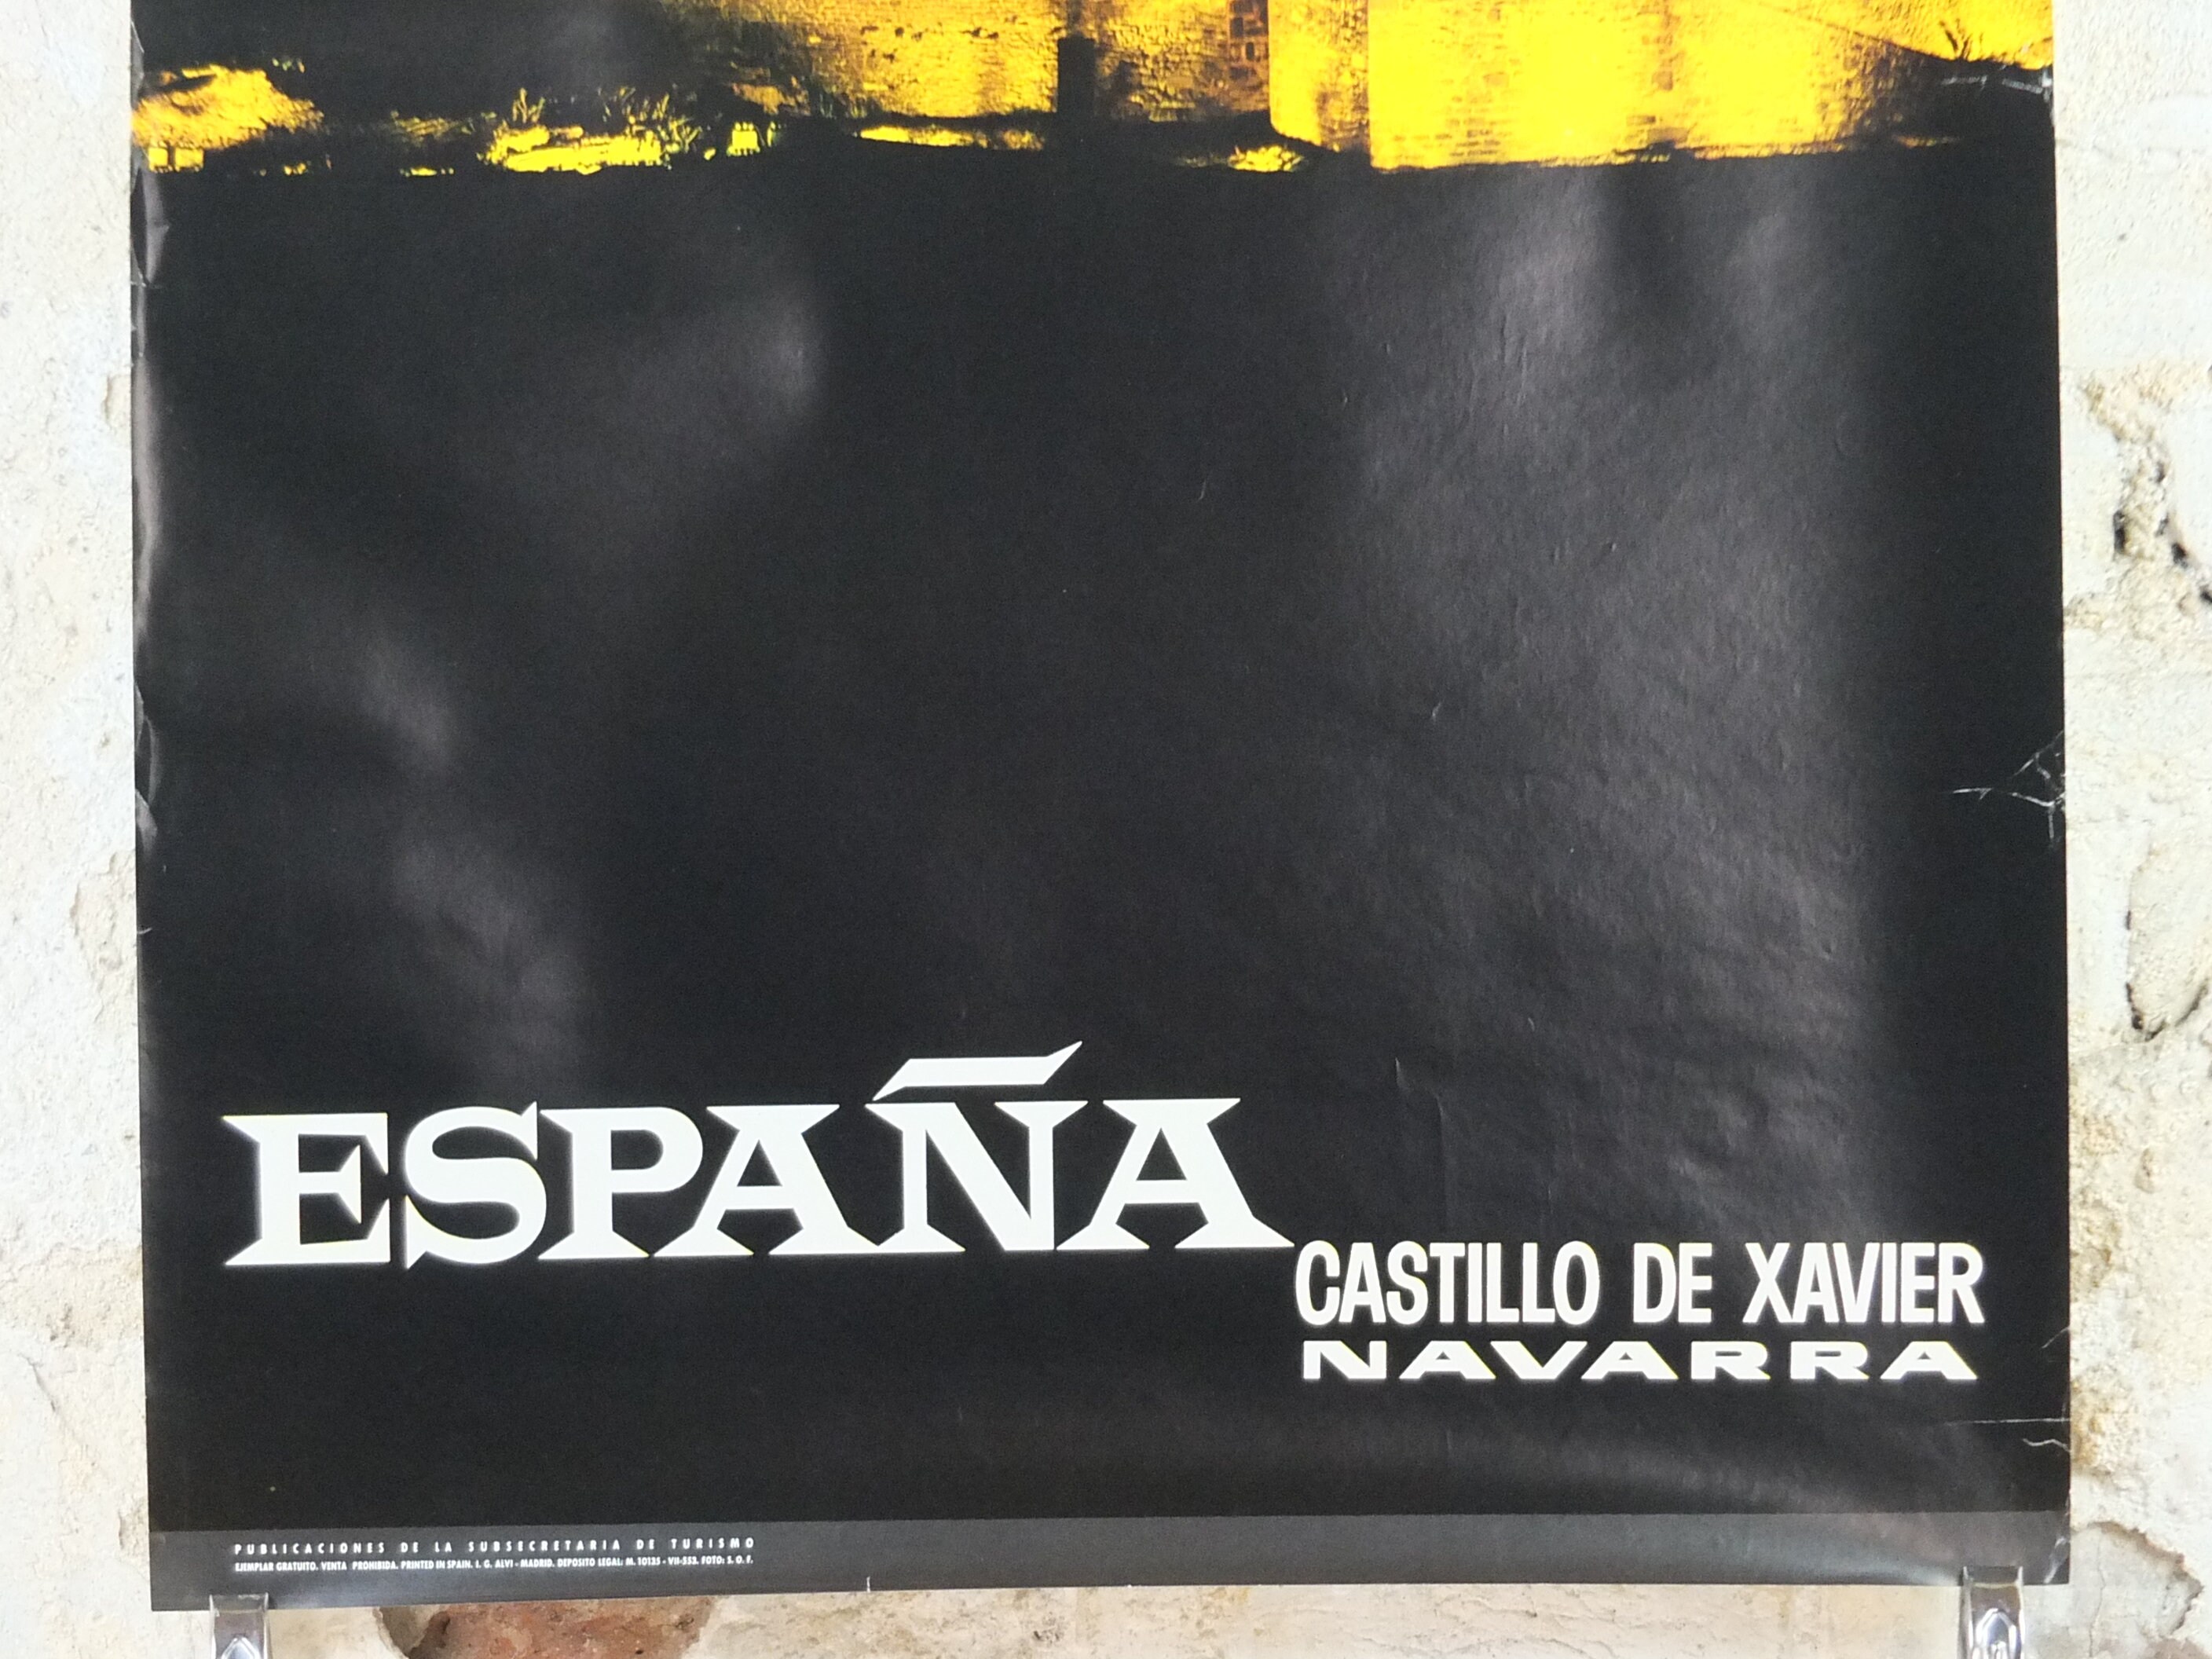 ESPAÑA
CASTILLO DE XAVIER
NAVARRA
PUBLICACIONES DE LA SUBSECRETARIA DE TURISMO
EJEMPLAR GRATUITO. VENTA PROHIBIDA. PRINTED IN SPAIN. I. G. ALVI - MADRID. DEPOSITO LEGAL: M. 10125 - VII-553. FOTO: S. O. F.